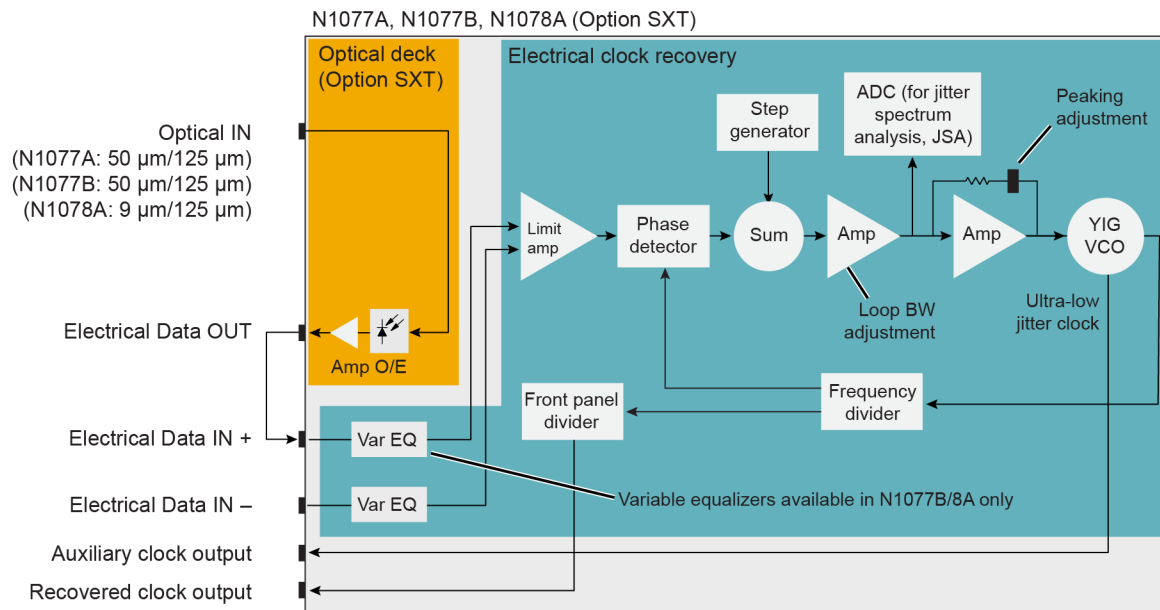 N1077A, N1077B, N1078A (Option SXT)
Optical deck
(Option SXT)
Electrical clock recovery
Optical IN
(N1077A: 50 µm/125 µm)
(N1077B: 50 µm/125 µm)
(N1078A: 9 µm/125 µm)
Step
generator
ADC (for jitter
spectrum
analysis, JSA)
Peaking
adjustment
Limit
amp
Phase
detector
Sum
Amp
Amp
YIG
VCO
Loop BW
adjustment
Ultra-low
jitter clock
Electrical Data OUT
Amp O/E
Front panel
divider
Frequency
divider
Electrical Data IN +
Var EQ
Electrical Data IN –
Var EQ
Variable equalizers available in N1077B/8A only
Auxiliary clock output
Recovered clock output